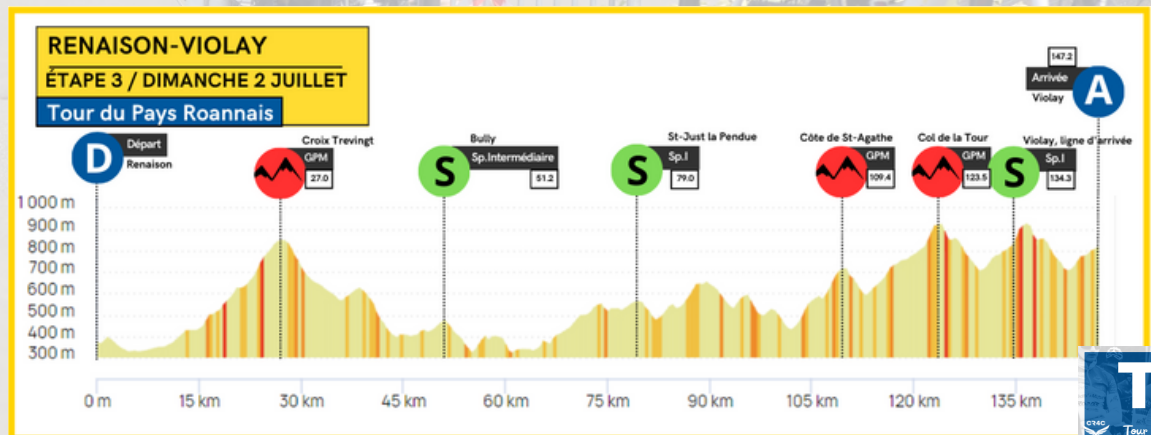 RENAISON-VIOLAY
ÉTAPE 3 / DIMANCHE 2 JUILLET
Tour du Pays Roannais
D
Départ
Renaison
Croix Trevingt
GPM
27.0
Bully
S
Sp.Intermédiaire
51.2
St-Just la Pendue
S
Sp.I
79.0
Côte de St-Agathe
GPM
109.4
Col de la Tour
GPM
123.5
Violay, ligne d'arrivée
S
Sp.I
134.3
147.2
Arrivée
Violay
A
1 000 m
900 m
800 m
700 m
600 m
500 m
400 m
300 m
0 m
15 km
30 km
45 km
60 km
75 km
90 km
105 km
120 km
135 km
T
CR4C
Tour